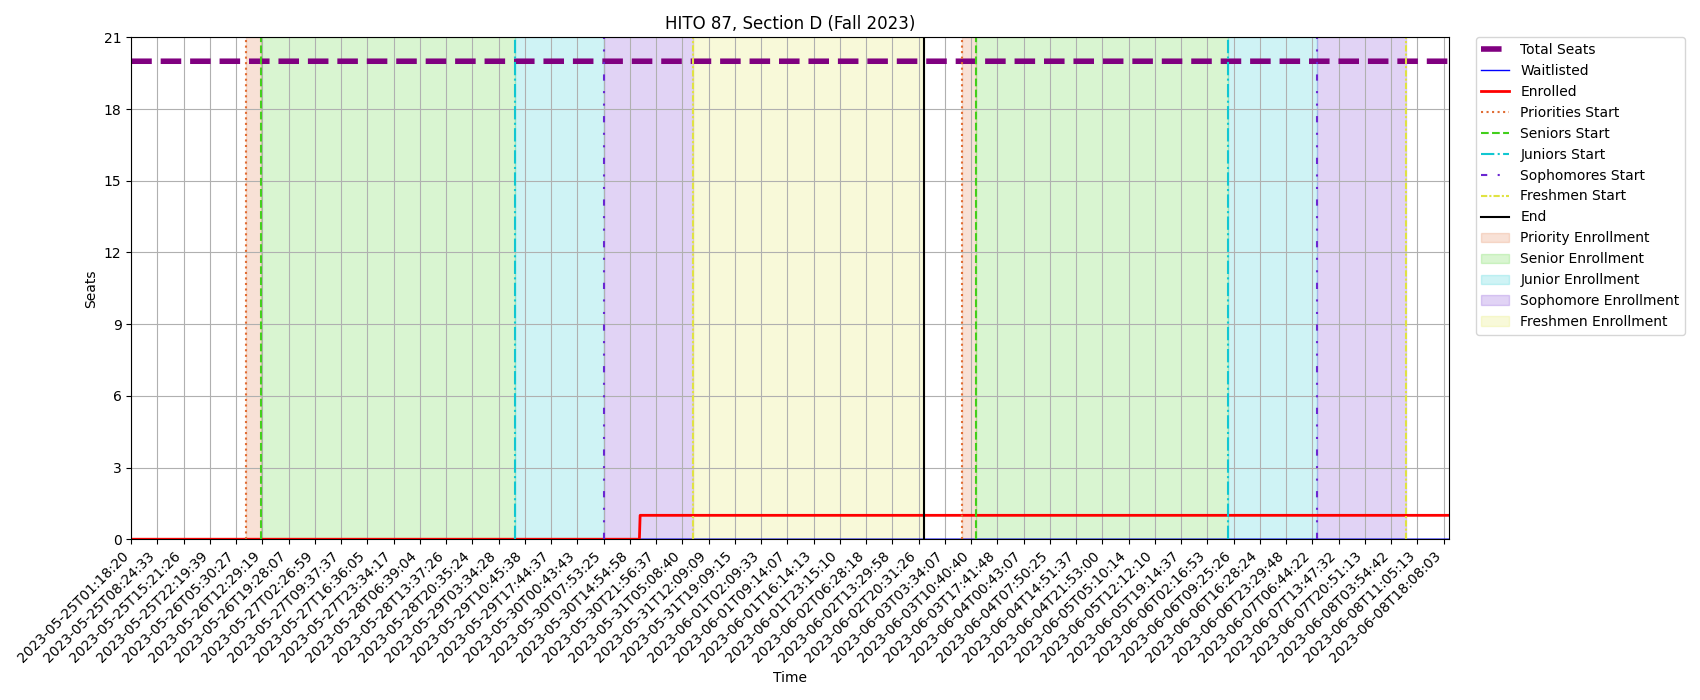 HITO 87, Section D (Fall 2023)
21
18
15
12
9
6
3
0
Seats
2023-05-25T01:18:20
2023-05-25T08:24:33
2023-05-25T15:21:26
2023-05-25T22:19:39
2023-05-26T05:30:27
2023-05-26T12:29:19
2023-05-26T19:28:07
2023-05-27T02:26:59
2023-05-27T09:37:37
2023-05-27T16:36:05
2023-05-27T23:34:17
2023-05-28T06:39:04
2023-05-28T13:37:26
2023-05-28T20:35:24
2023-05-29T03:34:28
2023-05-29T10:45:38
2023-05-29T17:44:37
2023-05-30T00:43:43
2023-05-30T07:53:25
2023-05-30T14:54:58
2023-05-30T21:56:37
2023-05-31T05:08:40
2023-05-31T12:09:09
2023-05-31T19:09:15
2023-06-01T02:09:33
2023-06-01T09:14:07
2023-06-01T16:14:13
2023-06-01T23:15:10
2023-06-02T06:28:18
2023-06-02T13:29:58
2023-06-02T20:31:26
2023-06-03T03:34:07
2023-06-03T10:40:40
2023-06-03T17:41:48
2023-06-04T00:43:07
2023-06-04T07:50:25
2023-06-04T14:51:37
2023-06-04T21:53:00
2023-06-05T05:10:14
2023-06-05T12:12:10
2023-06-05T19:14:37
2023-06-06T02:16:53
2023-06-06T09:25:26
2023-06-06T16:28:24
2023-06-06T23:29:48
2023-06-07T06:44:22
2023-06-07T13:47:32
2023-06-07T20:51:13
2023-06-08T03:54:42
2023-06-08T11:05:13
2023-06-08T18:08:03
Time
Total Seats
Waitlisted
Enrolled
Priorities Start
Seniors Start
Juniors Start
Sophomores Start
Freshmen Start
End
Priority Enrollment
Senior Enrollment
Junior Enrollment
Sophomore Enrollment
Freshmen Enrollment